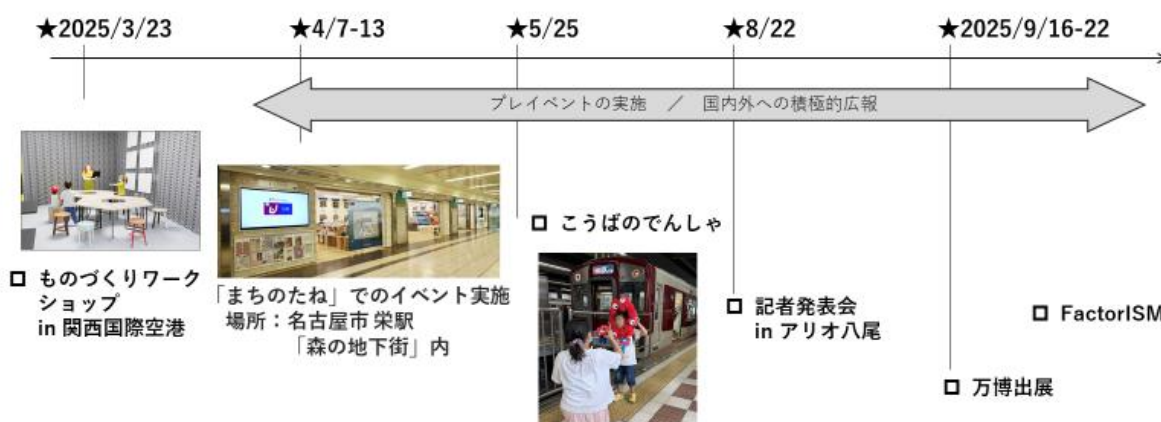 ★2025/3/23
★4/7-13
★5/25
★8/22
★2025/9/16-22
プレイベントの実施 / 国内外への積極的広報
ものづくりワーク
ショップ
in 関西国際空港
「まちのたね」でのイベント実施
場所：名古屋市 栄駅
「森の地下街」内
こうばのでんしゃ
記者発表会
in アリオ八尾
万博出展
FactorISM